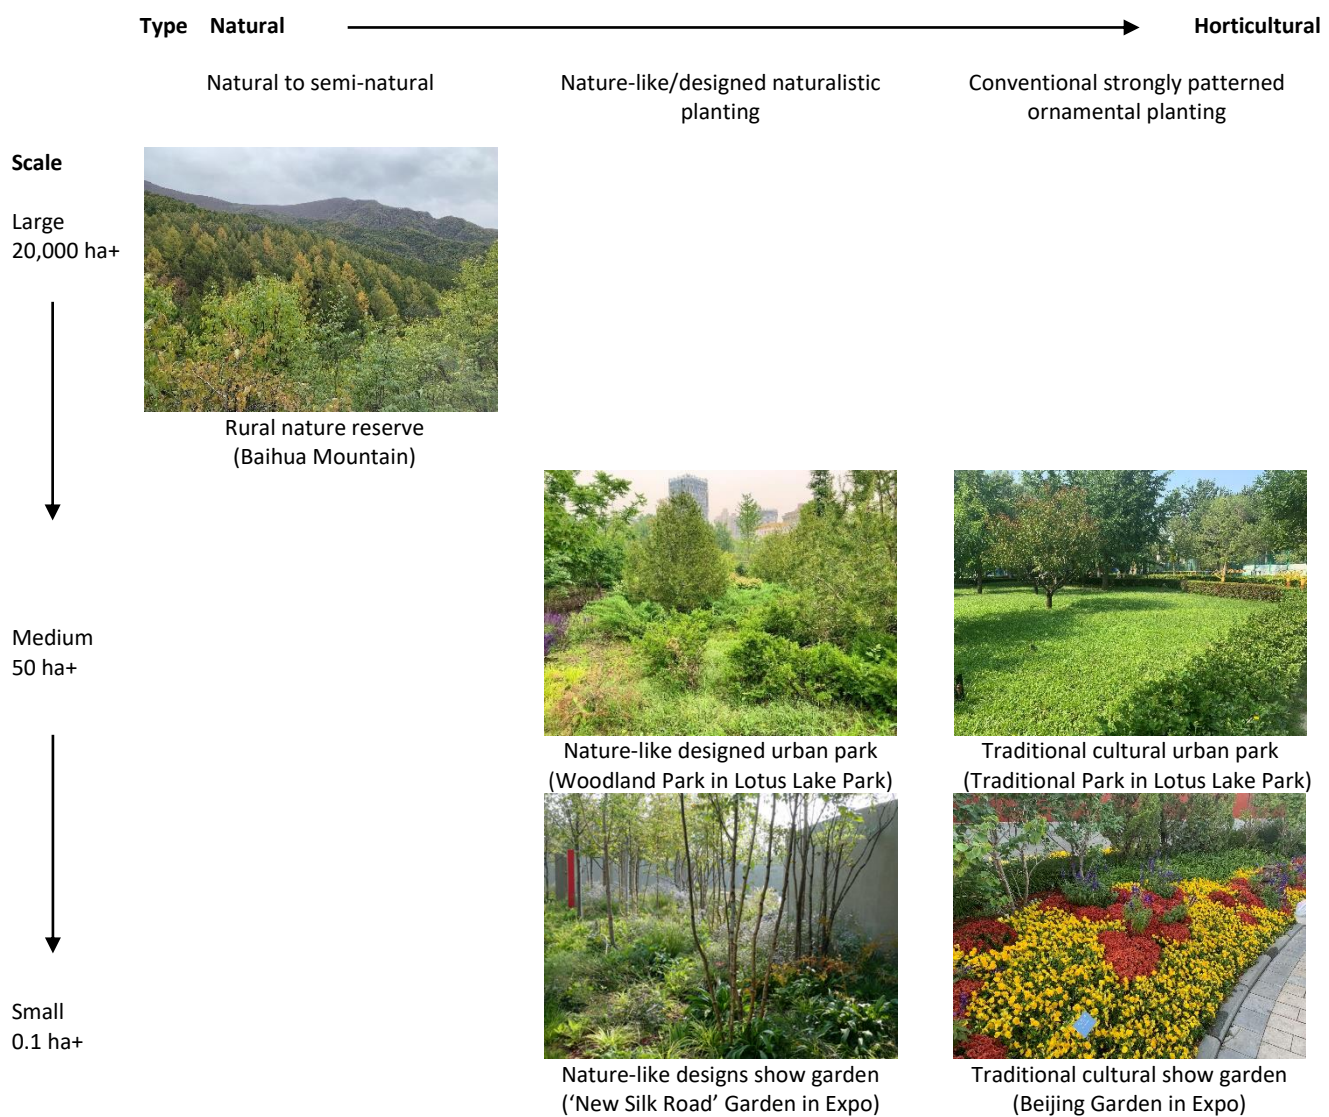 Type Natural Horticultural
Natural to semi-natural
Nature-like/designed naturalistic
planting
Conventional strongly patterned
ornamental planting
Scale
Large
20,000 ha+
Rural nature reserve
(Baihua Mountain)
Medium
50 ha+
Nature-like designed urban park
(Woodland Park in Lotus Lake Park)
Traditional cultural urban park
(Traditional Park in Lotus Lake Park)
Small
0.1 ha+
Nature-like designs show garden
(‘New Silk Road’ Garden in Expo)
Traditional cultural show garden
(Beijing Garden in Expo)